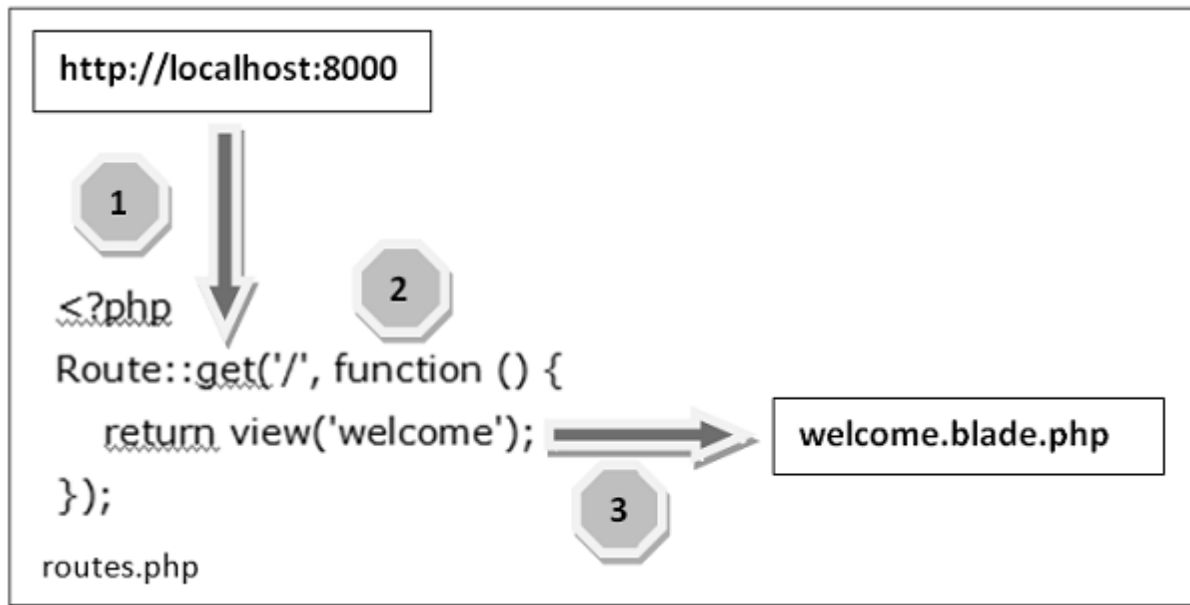 http://localhost:8000
1
2
<?php
Route::get('/', function () {
return view('welcome');
welcome.blade.php
3
});
routes.php